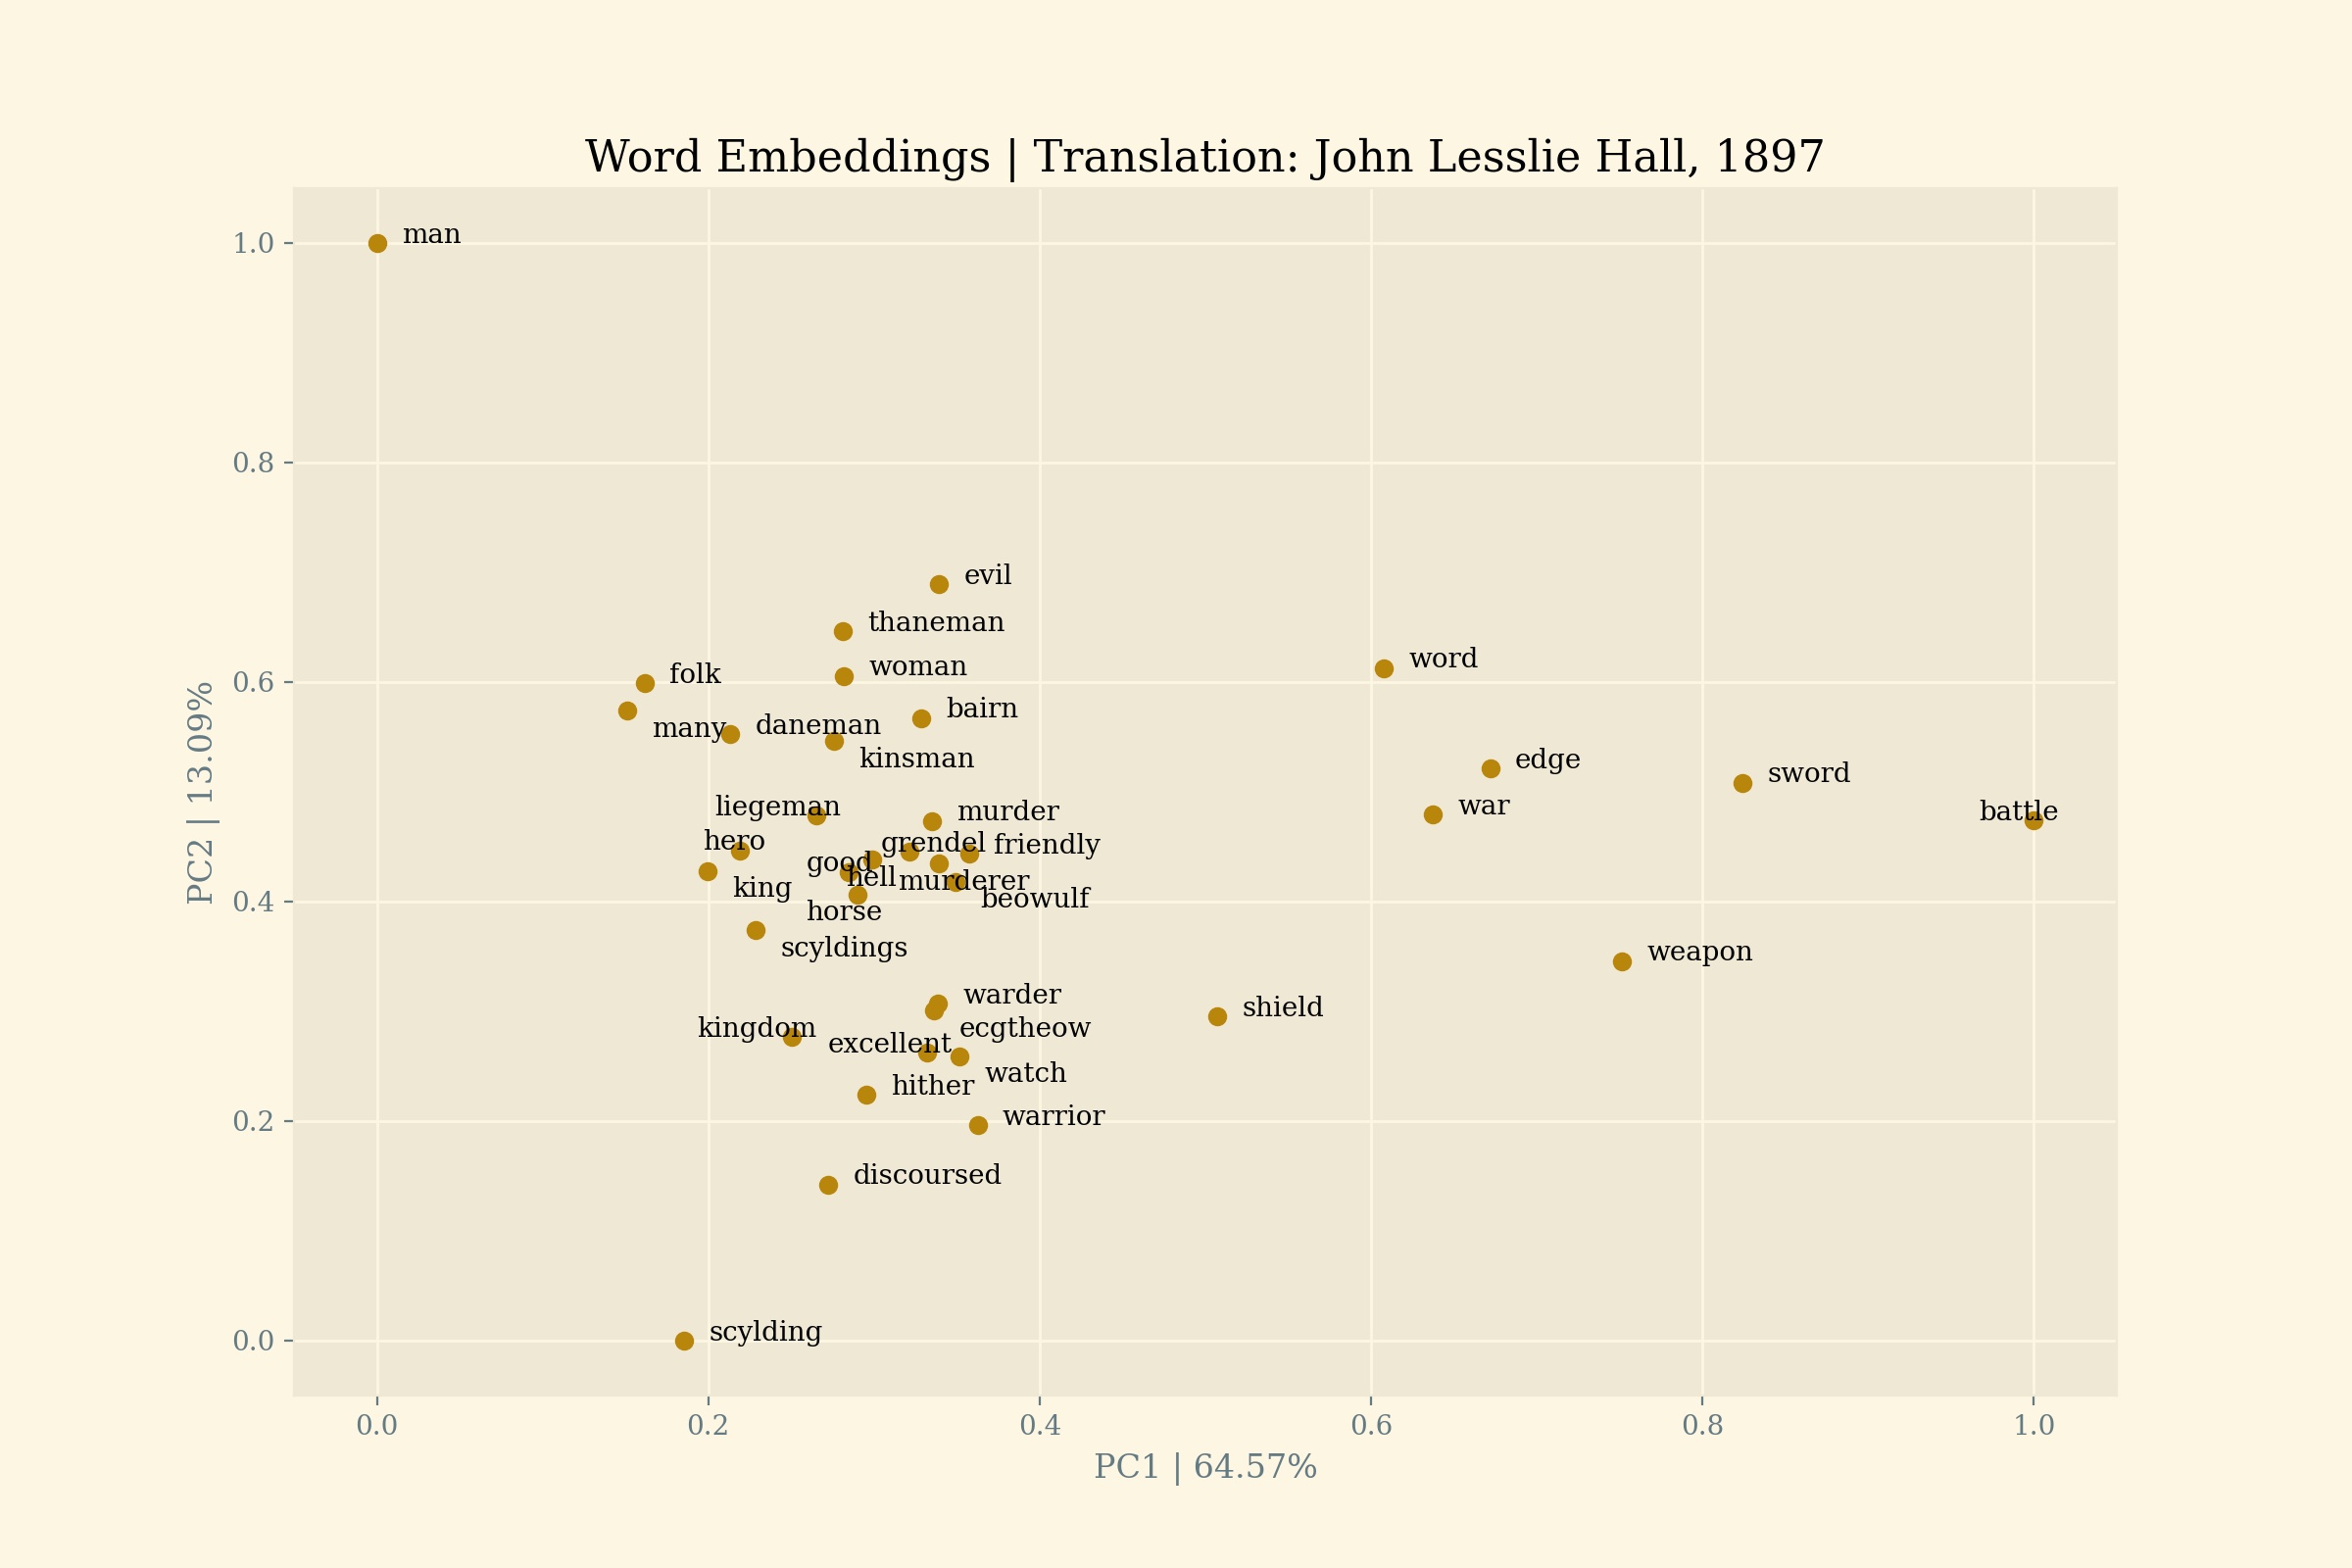 Word Embeddings | Translation: John Lesslie Hall, 1897
1.0
man
0.8
evil
thaneman
woman
word
folk
0.6
bairn
many
daneman
kinsman
edge
sword
liegeman
murder
war
battle
hero
grendel
friendly
good
hell
murderer
king
beowulf
0.4
horse
scyldings
weapon
warder
shield
kingdom
ecgtheow
excellent
watch
hither
0.2
warrior
discoursed
scylding
0.0
PC2 | 13.09%
0.0
0.2
0.4
0.6
0.8
1.0
PC1 | 64.57%